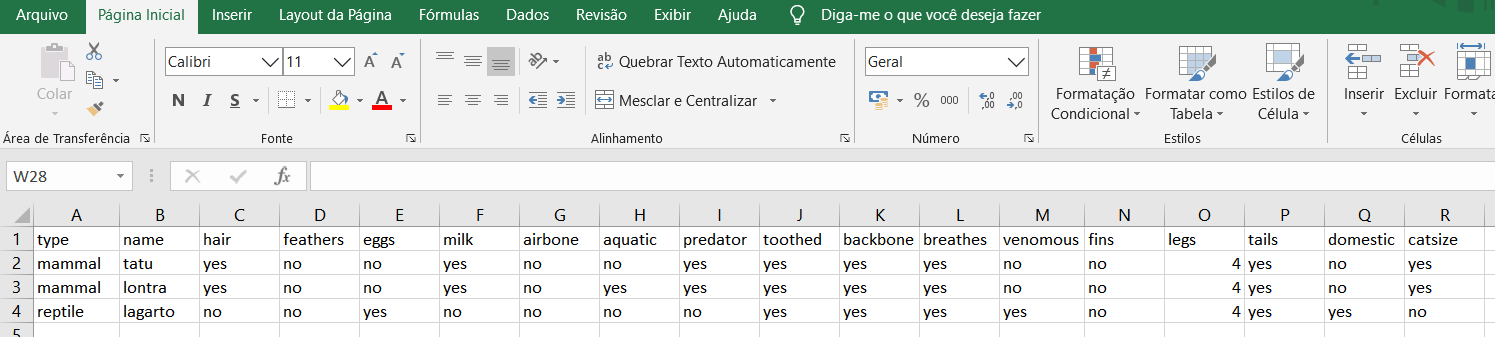 Arquivo Página Inicial Inserir Layout da Página Fórmulas Dados Revisão Exibir Ajuda Diga-me o que você deseja fazer
Colar
Calibri 11 A A
N I S A
ab c Quebrar Texto Automaticamente
Mesclar e Centralizar
Geral
% 000 ,0 ,00 ,00 ,0
Formatação Condicional
Formatar como Tabela
Estilos de Célula
Inserir Excluir Formata
Área de Transferência Fonte Alinhamento Número Estilos Células
W28 fx
A B C D E F G H I J K L M N O P Q R
1 type name hair feathers eggs milk airbone aquatic predator toothed backbone breathes venomous fins legs tails domestic catsize
2 mammal tatu yes no no yes no no yes yes yes yes no no 4 yes no yes
3 mammal lontra yes no no yes no yes yes yes yes yes no no 4 yes no yes
4 reptile lagarto no no yes no no no no yes yes yes yes no 4 yes yes no
5